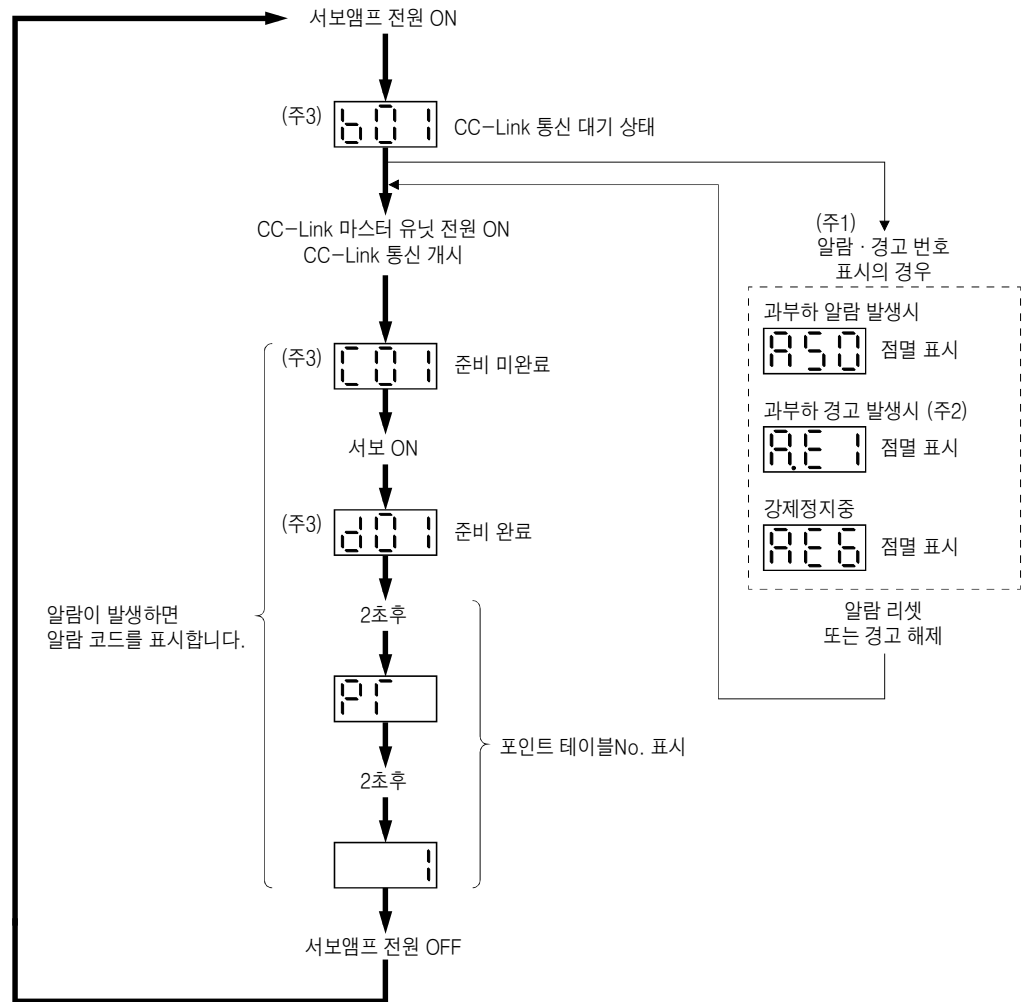 서보앰프 전원 ON
(주3) b01 CC-Link 통신 대기 상태
CC-Link 마스터 유닛 전원 ON
CC-Link 통신 개시
(주1)
알람 · 경고 번호
표시의 경우
과부하 알람 발생시
A50 점멸 표시
과부하 경고 발생시 (주2)
A.E1 점멸 표시
강제정지중
AE6 점멸 표시
알람 리셋
또는 경고 해제
(주3) C01 준비 미완료
서보 ON
(주3) d01 준비 완료
알람이 발생하면
알람 코드를 표시합니다.
2초후
PT
포인트 테이블No. 표시
2초후
1
서보앰프 전원 OFF